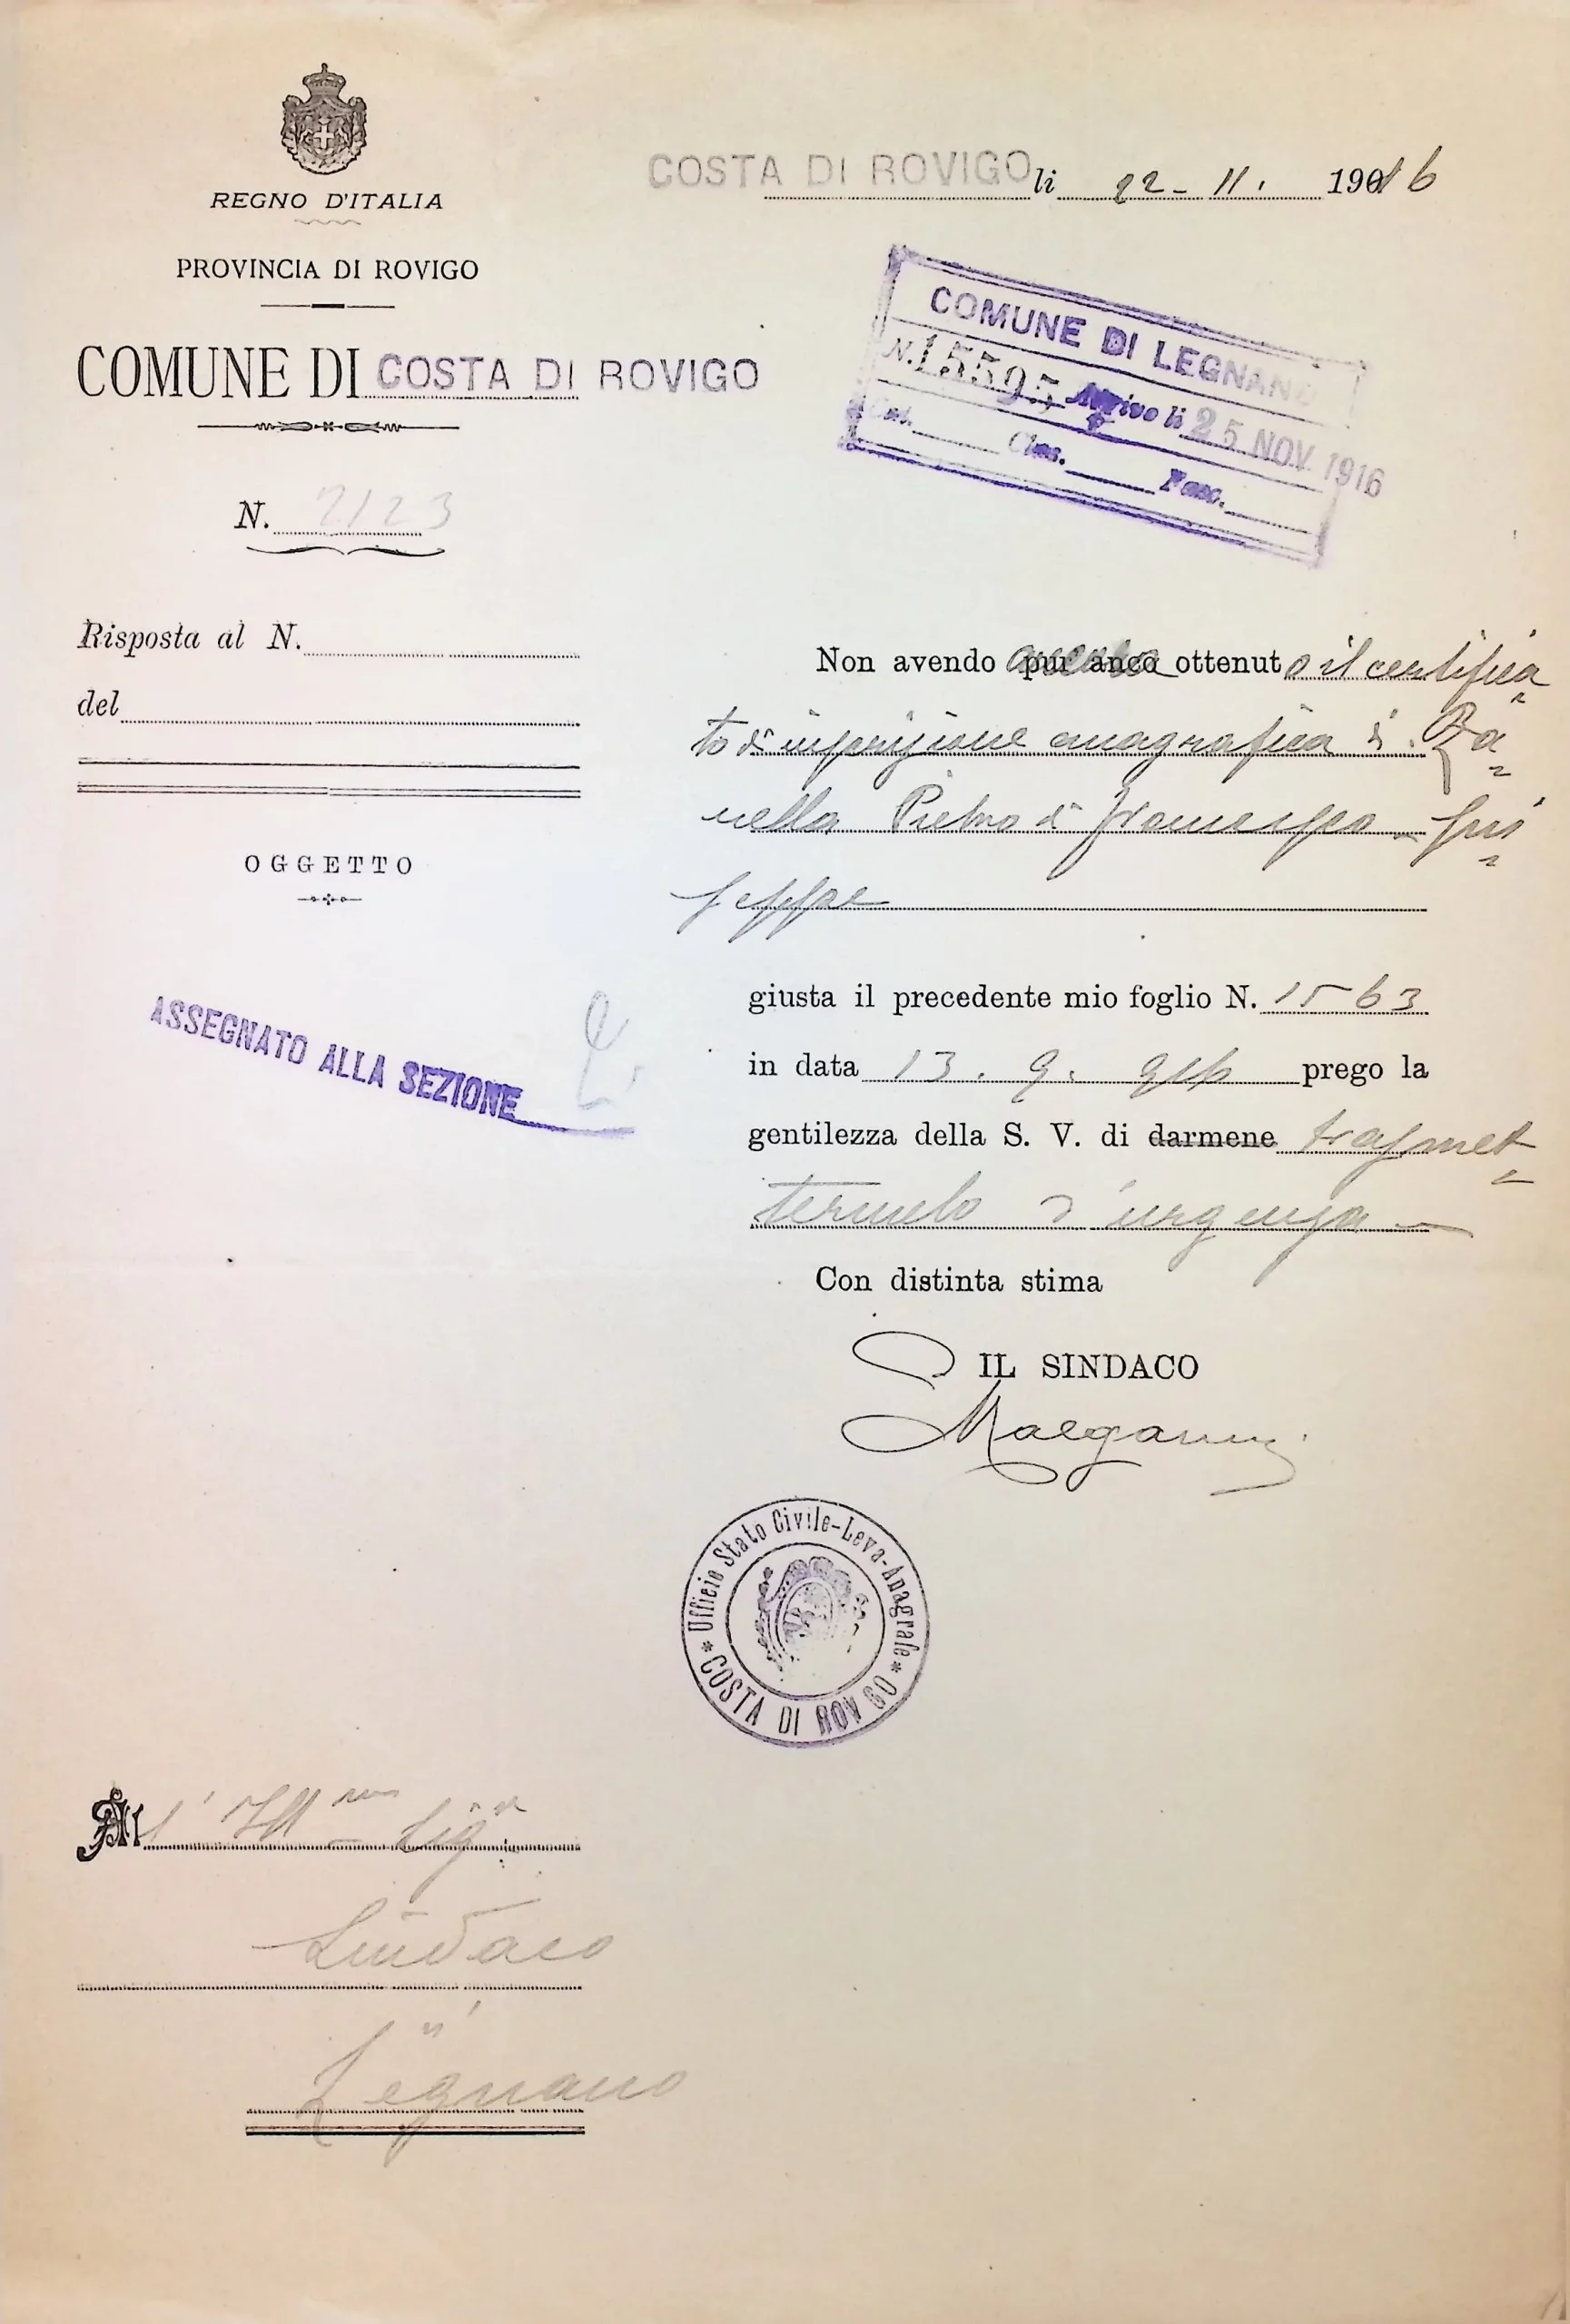 REGNO D'ITALIA
PROVINCIA DI ROVIGO
COMUNE DI COSTA DI ROVIGO
N. 2123
Risposta al N.
del
OGGETTO
ASSEGNATO ALLA SEZIONE
COSTA DI ROVIGO li 22-11. 1916
COMUNE DI LEGNANO
N. 15595 Arrivo li 25 NOV. 1916
Cat. Clas. Fasc.
Non avendo pur anco ottenuto il certifica
to d'iscrizione anagrafica di Za
nella Pietro di Francesco Giu
seppe
giusta il precedente mio foglio N. 1563
in data 13. 9. 916 prego la
gentilezza della S. V. di darmene trasmet
termelo d'urgenza
Con distinta stima
IL SINDACO
Ufficio Stato Civile-Leva-Anagrafe
COSTA DI ROVIGO
All'Ill.mo Sig.r
Sindaco
di
Legnano